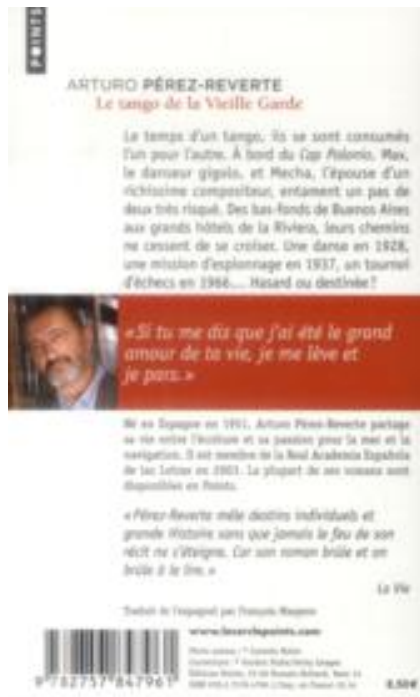 POINTS
ARTURO PÉREZ-REVERTE
Le tango de la Vieille Garde
Le temps d'un tango, ils se sont consumés
l'un pour l'autre. À bord du Cap Polonio, Max,
le danseur gigolo, et Mecha, l'épouse d'un
richissime compositeur, entament un pas de
deux très risqué. Des bas-fonds de Buenos Aires
aux grands hôtels de la Riviera, leurs chemins
ne cessent de se croiser. Une danse en 1928,
une mission d'espionnage en 1937, un tournoi
d'échecs en 1966... Hasard ou destinée ?
« Si tu me dis que j'ai été le grand
amour de ta vie, je me lève et
je pars. »
Né en Espagne en 1951, Arturo Pérez-Reverte partage
sa vie entre l'écriture et sa passion pour la mer et la
navigation. Il est membre de la Real Academia Española
de las Letras en 2003. La plupart de ses romans sont
disponibles en Points.
« Pérez-Reverte mêle destins individuels et
grande Histoire sans que jamais le feu de son
récit ne s'éteigne. Car son roman brûle et on
brûle à le lire. »
La Vie
Traduit de l'espagnol par François Maspero
www.lecerclepoints.com
9 782757 847961
8,50€